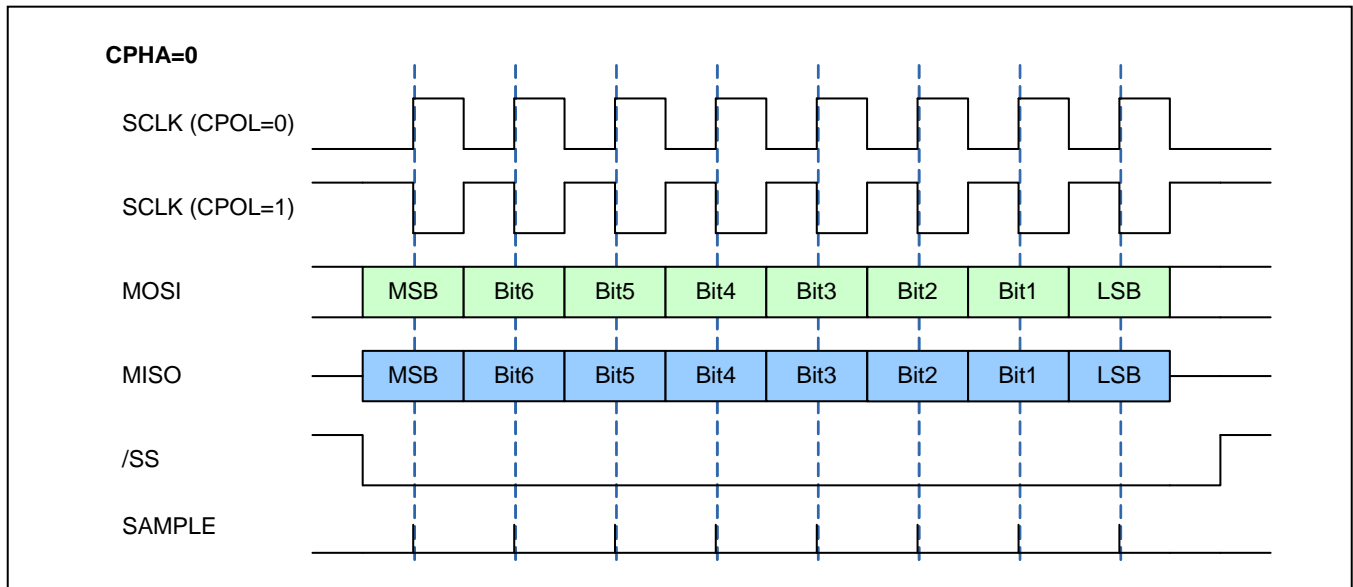 CPHA=0
SCLK (CPOL=0)
SCLK (CPOL=1)
MOSI MSB Bit6 Bit5 Bit4 Bit3 Bit2 Bit1 LSB
MISO MSB Bit6 Bit5 Bit4 Bit3 Bit2 Bit1 LSB
/SS
SAMPLE